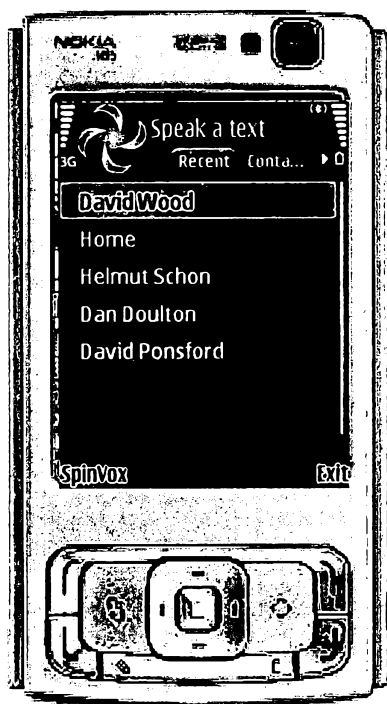 NOKIA
Speak a text
3G
Recent Conta...
David Wood
Home
Helmut Schon
Dan Doulton
David Ponsford
SpinVox
Exit